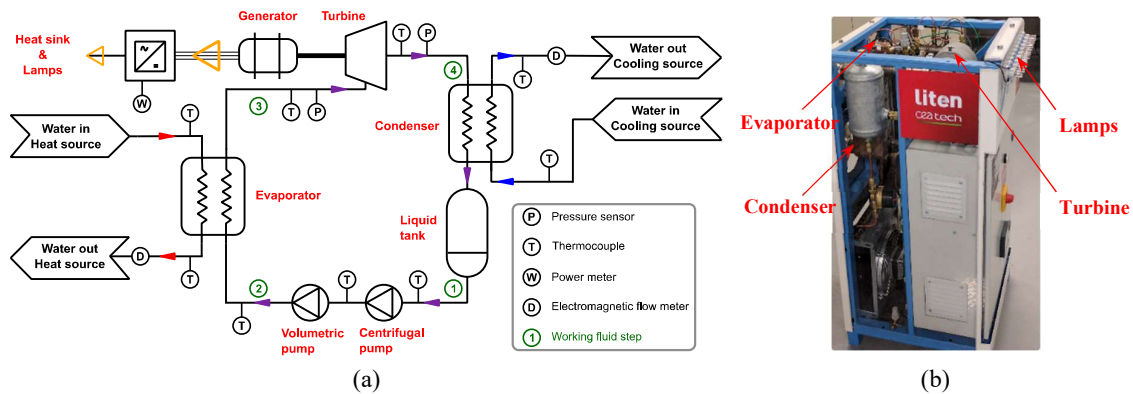 Generator
Turbine
Heat sink
&
Lamps
~
=
W
T
P
4
D
Water out
Cooling source
3
T
P
T
Condenser
Water in
Cooling source
Water in
Heat source
T
T
Evaporator
Liquid
tank
Water out
Heat source
D
T
2
T
T
T
1
Volumetric
pump
Centrifugal
pump
P Pressure sensor
T Thermocouple
W Power meter
D Electromagnetic flow meter
1 Working fluid step
(a)
liten
ceatech
Evaporator
Lamps
Condenser
Turbine
(b)